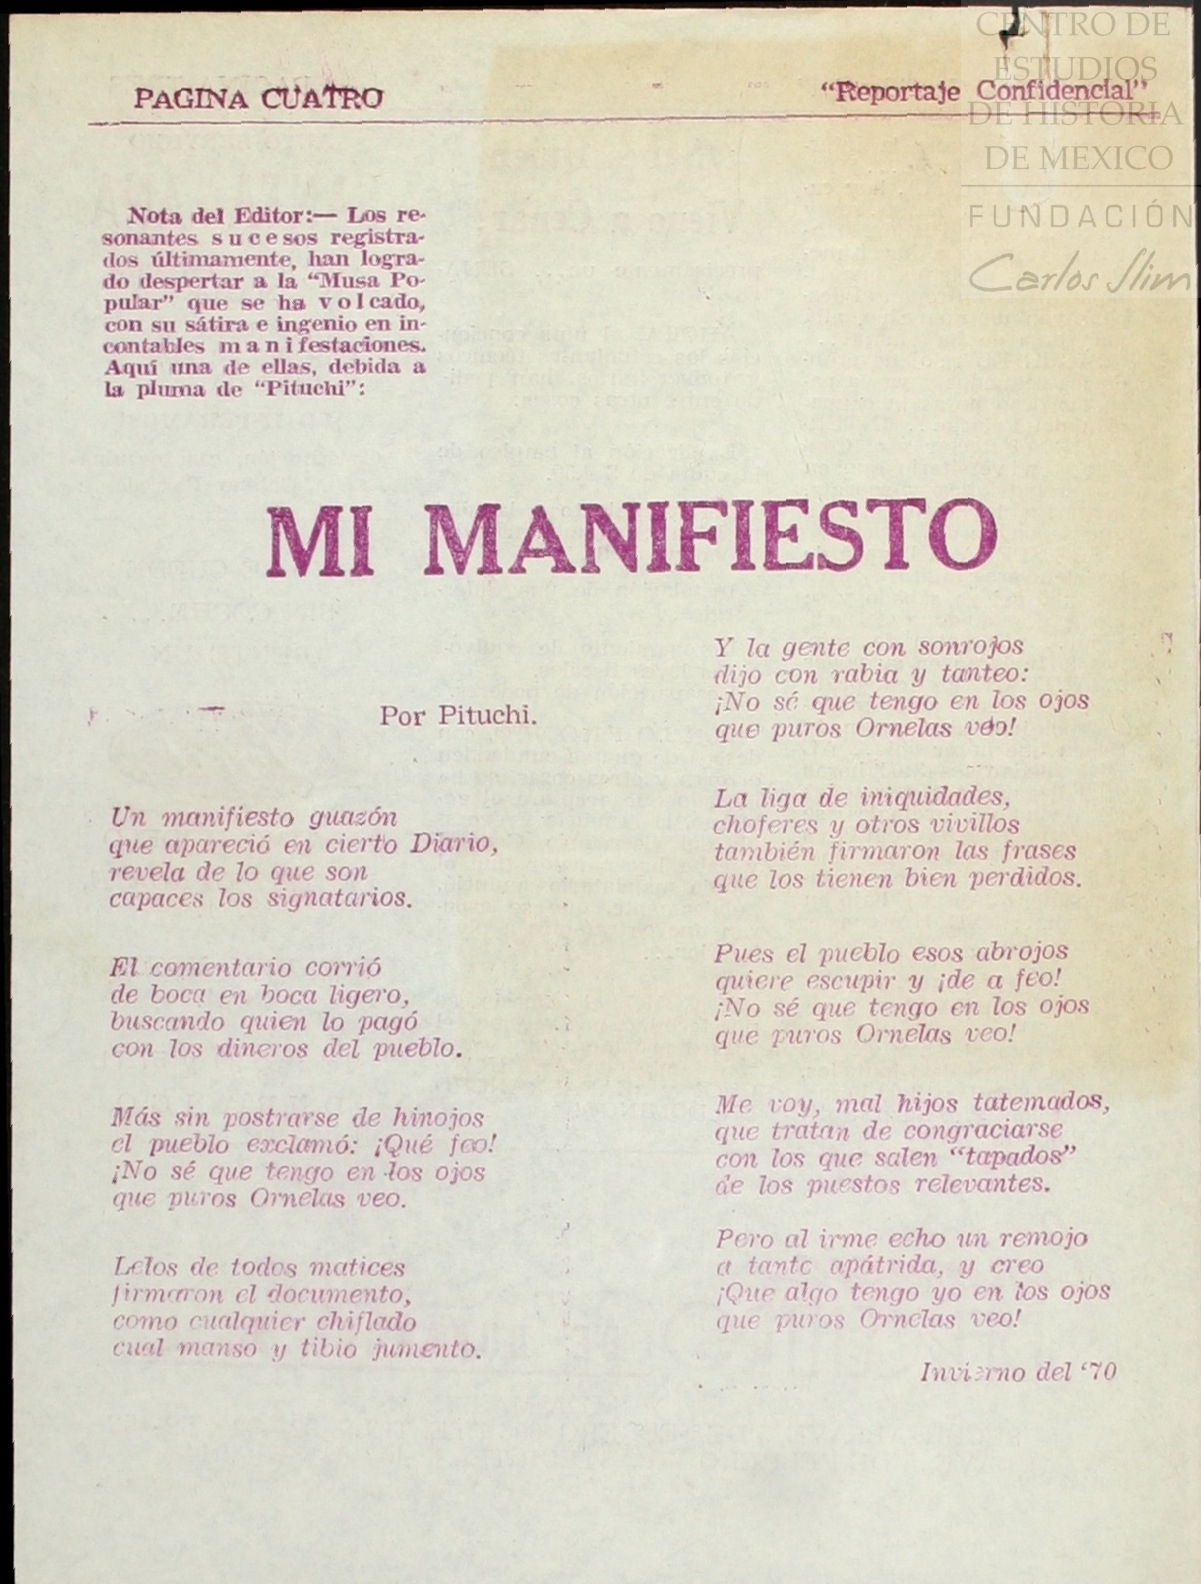 CENTRO DE
ESTUDIOS
DE HISTORIA
DE MEXICO
FUNDACIÓN
Carlos Slim
PAGINA CUATRO
“Reportaje Confidencial”
Nota del Editor:— Los re-
sonantes sucesos registra-
dos últimamente, han logra-
do despertar a la “Musa Po-
pular” que se ha volcado,
con su sátira e ingenio en in-
contables manifestaciones.
Aquí una de ellas, debida a
la pluma de “Pituchi”:
MI MANIFIESTO
Por Pituchi.
Un manifiesto guazón
que apareció en cierto Diario,
revela de lo que son
capaces los signatarios.
El comentario corrió
de boca en boca ligero,
buscando quien lo pagó
con los dineros del pueblo.
Más sin postrarse de hinojos
el pueblo exclamó: ¡Qué feo!
¡No sé que tengo en los ojos
que puros Ornelas veo.
Lelos de todos matices
firmaron el documento,
como cualquier chiflado
cual manso y tibio jumento.
Y la gente con sonrojos
dijo con rabia y tanteo:
¡No sé que tengo en los ojos
que puros Ornelas veo!
La liga de iniquidades,
choferes y otros vivillos
también firmaron las frases
que los tienen bien perdidos.
Pues el pueblo esos abrojos
quiere escupir y ¡de a feo!
¡No sé que tengo en los ojos
que puros Ornelas veo!
Me voy, mal hijos tatemados,
que tratan de congraciarse
con los que salen “tapados”
de los puestos relevantes.
Pero al irme echo un remojo
a tanto apátrida, y creo
¡Que algo tengo yo en los ojos
que puros Ornelas veo!
Invierno del ‘70